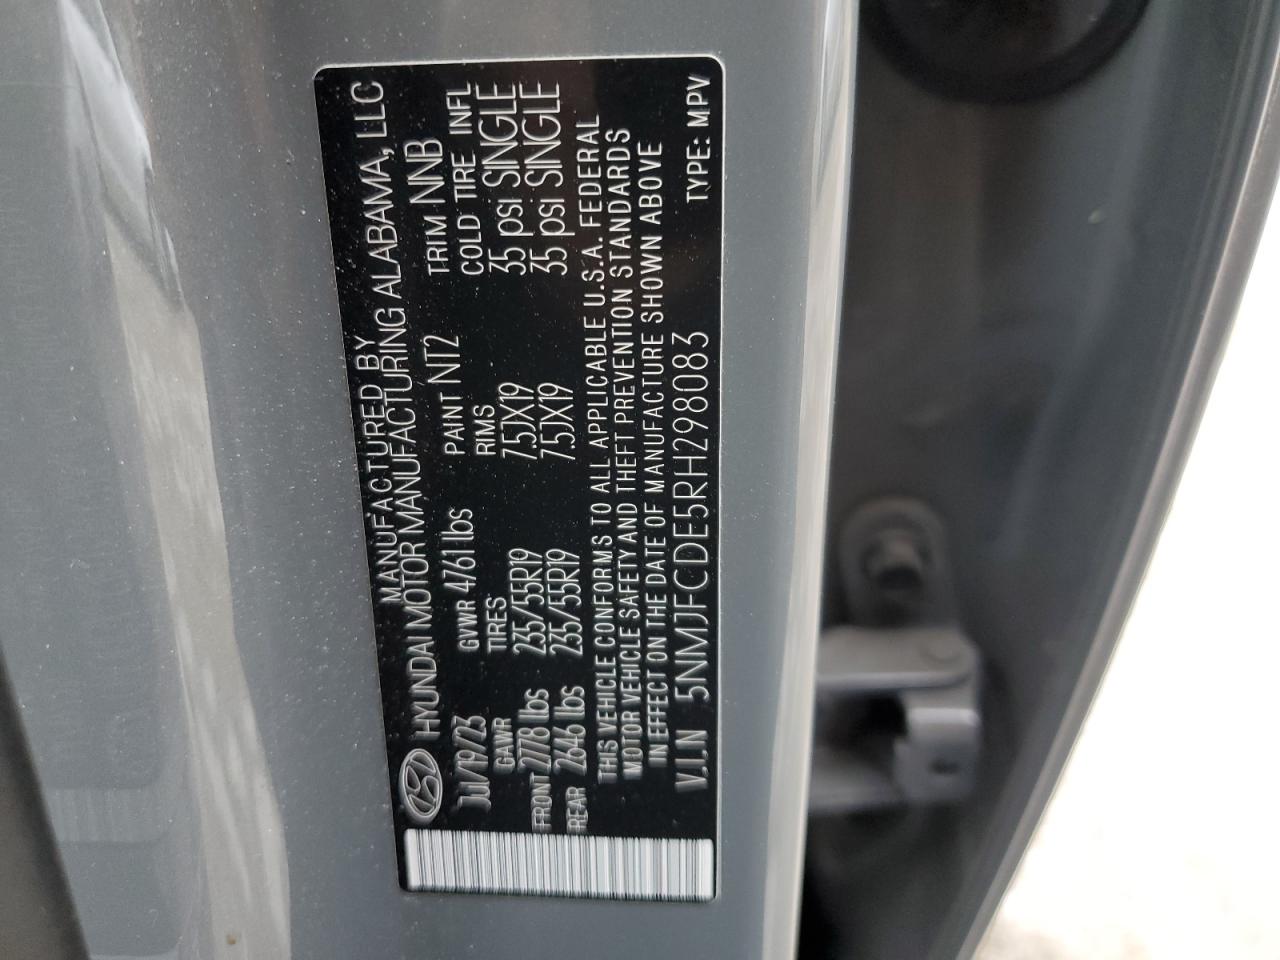 MANUFACTURED BY
HYUNDAI MOTOR MANUFACTURING ALABAMA, LLC
Jul/19/23 GVWR 4761 lbs PAINT NT2 TRIM NNB
GAWR TIRES RIMS COLD TIRE INFL
FRONT 2778 lbs 235/55R19 7.5JX19 35 psi SINGLE
REAR 2646 lbs 235/55R19 7.5JX19 35 psi SINGLE
THIS VEHICLE CONFORMS TO ALL APPLICABLE U.S.A. FEDERAL
MOTOR VEHICLE SAFETY AND THEFT PREVENTION STANDARDS
IN EFFECT ON THE DATE OF MANUFACTURE SHOWN ABOVE
V.I.N 5NMJFCDE5RH298083 TYPE: MPV